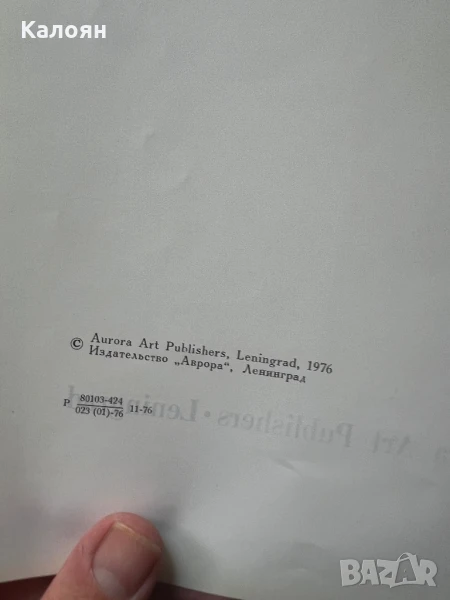 Калоян
© Aurora Art Publishers, Leningrad, 1976
Издательство „Аврора“, Ленинград
Р 80103-424
023 (01)-76 11-76
Art Publishers · Lenin
BAZAR